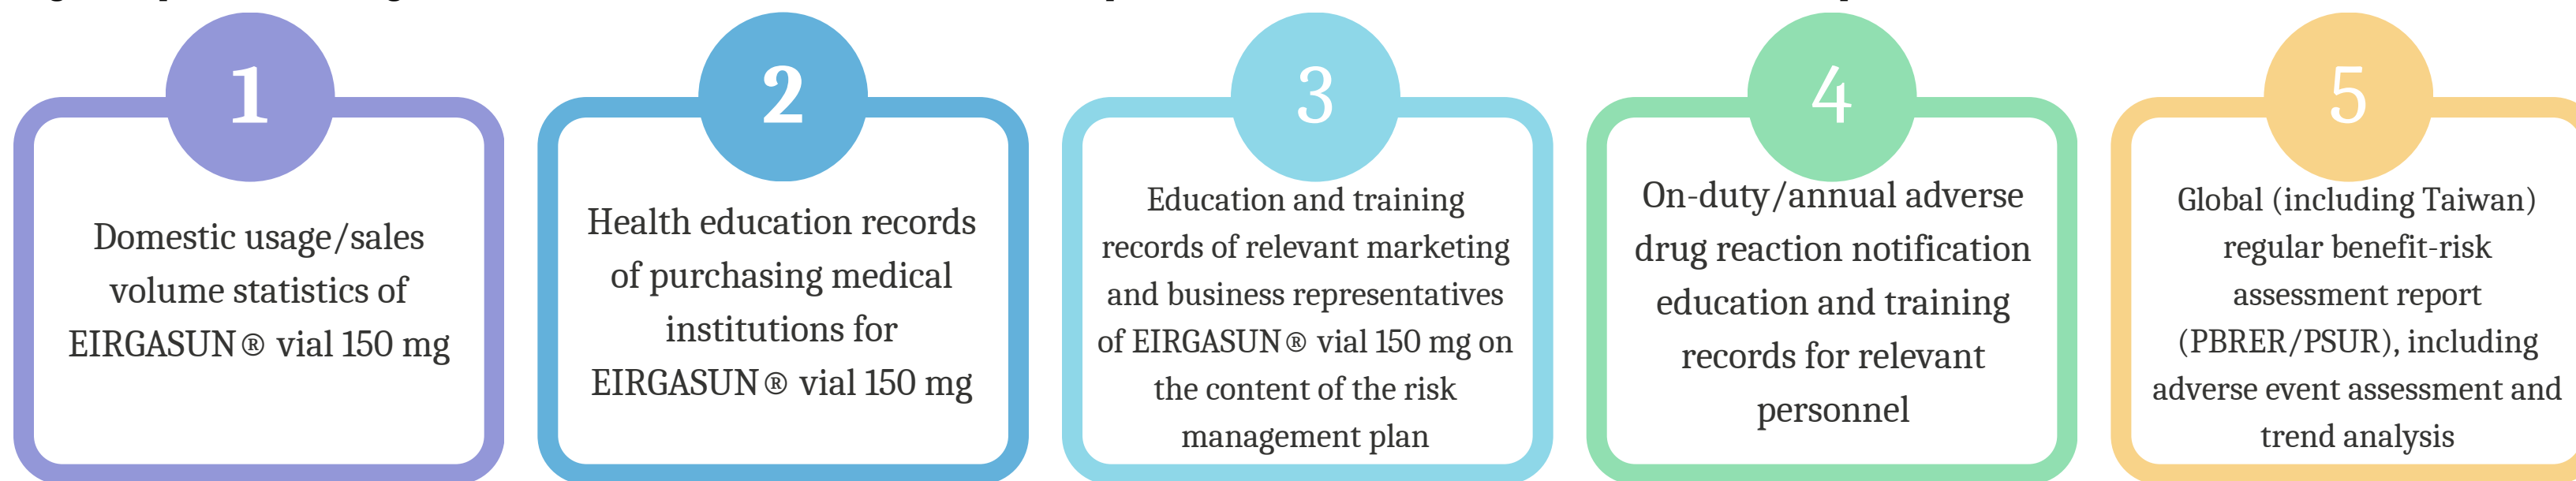 1
Domestic usage/sales
volume statistics of
EIRGASUN® vial 150 mg
2
Health education records
of purchasing medical
institutions for
EIRGASUN® vial 150 mg
3
Education and training
records of relevant marketing
and business representatives
of EIRGASUN® vial 150 mg on
the content of the risk
management plan
4
On-duty/annual adverse
drug reaction notification
education and training
records for relevant
personnel
5
Global (including Taiwan)
regular benefit-risk
assessment report
(PBRER/PSUR), including
adverse event assessment and
trend analysis